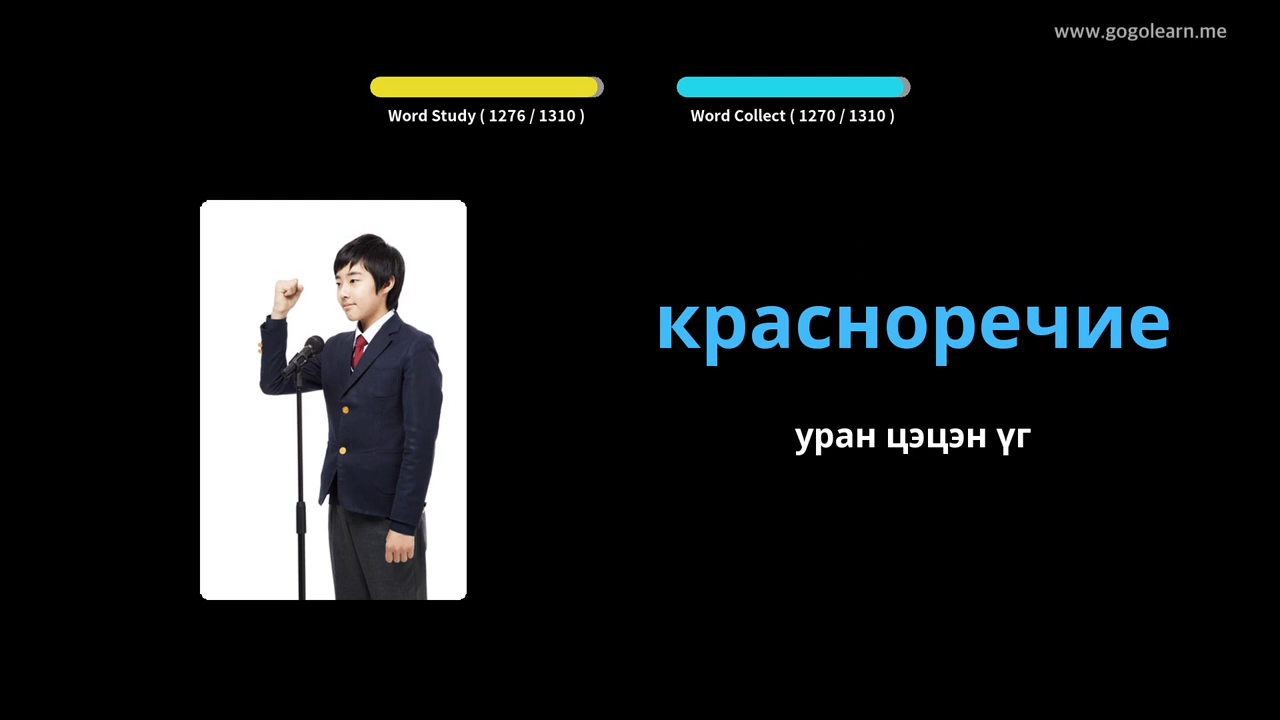 www.gogolearn.me
Word Study ( 1276 / 1310 )
Word Collect ( 1270 / 1310 )
красноречие
уран цэцэн үг